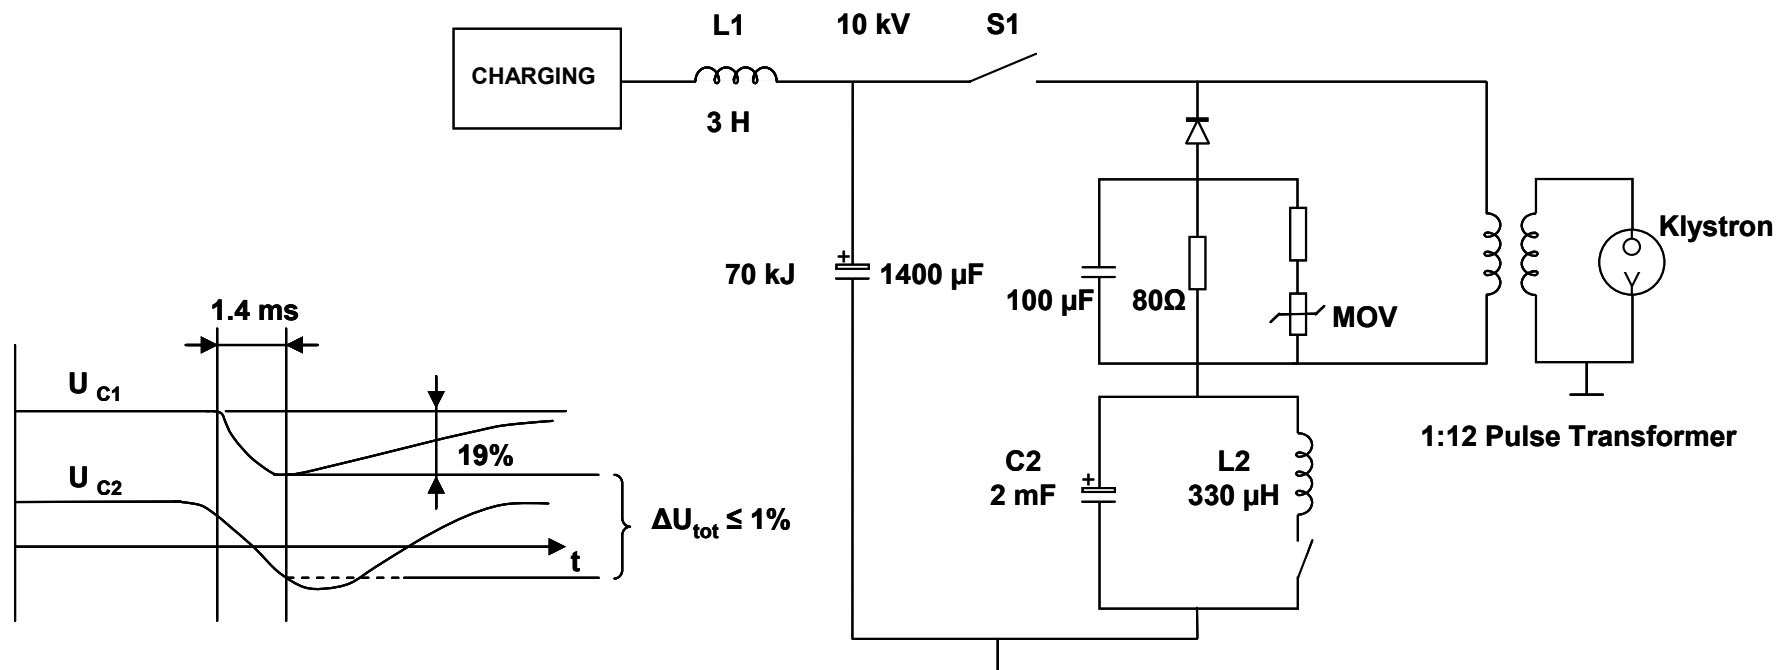 L1
10 kV
S1
CHARGING
3 H
70 kJ
+
1400 µF
100 µF
80Ω
MOV
Klystron
1:12 Pulse Transformer
C2
2 mF
+
L2
330 µH
1.4 ms
U C1
19%
U C2
ΔUtot ≤ 1%
t